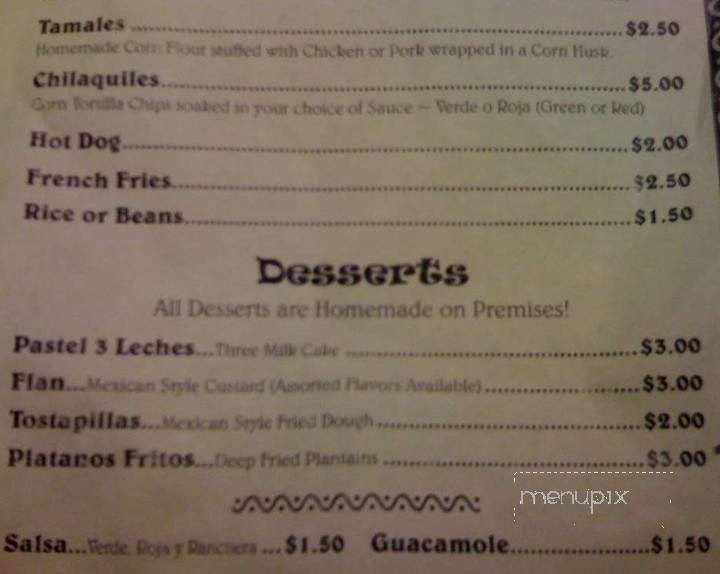 Tamales $2.50
Homemade Corn Flour stuffed with Chicken or Pork wrapped in a Corn Husk.
Chilaquiles $5.00
Corn Tortilla Chips soaked in your choice of Sauce – Verde o Roja (Green or Red)
Hot Dog $2.00
French Fries $2.50
Rice or Beans $1.50
Desserts
All Desserts are Homemade on Premises!
Pastel 3 Leches...Three Milk Cake $3.00
Flan...Mexican Style Custard (Assorted Flavors Available) $3.00
Tostapillas...Mexican Style Fried Dough $2.00
Platanos Fritos...Deep Fried Plantains $3.00
menupix
Salsa...Verde, Roja y Ranchera ...$1.50 Guacamole $1.50